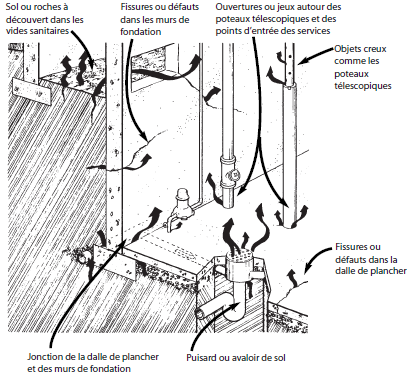 Sol ou roches à
découvert dans les
vides sanitaires
Fissures ou défauts
dans les murs de
fondation
Ouvertures ou jeux autour des
poteaux télescopiques et des
points d'entrée des services
Objets creux
comme les
poteaux
télescopiques
Fissures ou
défauts dans la
dalle de plancher
Jonction de la dalle de plancher
et des murs de fondation
Puisard ou avaloir de sol